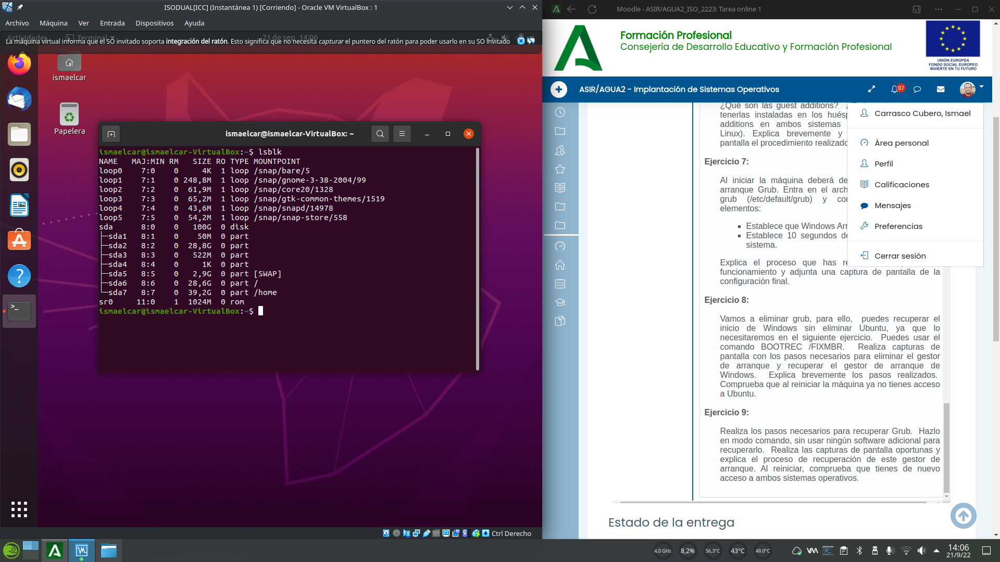 ISODUAL[ICC] (Instantánea 1) [Corriendo] - Oracle VM VirtualBox : 1
Archivo Máquina Ver Entrada Dispositivos Ayuda
Actividades Terminal 21 de sep 14:06
La máquina virtual informa que el SO invitado soporta integración del ratón. Esto significa que no necesita capturar el puntero del ratón para poder usarlo en su SO invitado
ismaelcar
Papelera
ismaelcar@ismaelcar-VirtualBox: ~
ismaelcar@ismaelcar-VirtualBox:~$ lsblk
NAME MAJ:MIN RM SIZE RO TYPE MOUNTPOINT
loop0 7:0 0 4K 1 loop /snap/bare/5
loop1 7:1 0 248,8M 1 loop /snap/gnome-3-38-2004/99
loop2 7:2 0 61,9M 1 loop /snap/core20/1328
loop3 7:3 0 65,2M 1 loop /snap/gtk-common-themes/1519
loop4 7:4 0 43,6M 1 loop /snap/snapd/14978
loop5 7:5 0 54,2M 1 loop /snap/snap-store/558
sda 8:0 0 100G 0 disk
├─sda1 8:1 0 50M 0 part
├─sda2 8:2 0 28,8G 0 part
├─sda3 8:3 0 522M 0 part
├─sda4 8:4 0 1K 0 part
├─sda5 8:5 0 2,9G 0 part [SWAP]
├─sda6 8:6 0 28,6G 0 part /
└─sda7 8:7 0 39,2G 0 part /home
sr0 11:0 1 1024M 0 rom
ismaelcar@ismaelcar-VirtualBox:~$
Ctrl Derecho
Moodle - ASIR/AGUA2_ISO_2223: Tarea online 1
Formación Profesional
Consejería de Desarrollo Educativo y Formación Profesional
UNIÓN EUROPEA
FONDO SOCIAL EUROPEO
INVIERTE EN TU FUTURO
ASIR/AGUA2 - Implantación de Sistemas Operativos
97
¿Qué son las guest additions?
tenerlas instaladas en los huésp
additions en ambos sistemas
Linux). Explica brevemente y
pantalla el procedimiento realizado
Carrasco Cubero, Ismael
Área personal
Perfil
Calificaciones
Mensajes
Preferencias
Cerrar sesión
Ejercicio 7:
Al iniciar la máquina deberá de
arranque Grub. Entra en el arch
grub (/etc/default/grub) y con
elementos:
▪ Establece que Windows Arr
▪ Establece 10 segundos de
sistema.
Explica el proceso que has re
funcionamiento y adjunta una captura de pantalla de la
configuración final.
Ejercicio 8:
Vamos a eliminar grub, para ello, puedes recuperar el
inicio de Windows sin eliminar Ubuntu, ya que lo
necesitaremos en el siguiente ejercicio. Puedes usar el
comando BOOTREC /FIXMBR. Realiza capturas de
pantalla con los pasos necesarios para eliminar el gestor
de arranque y recuperar el gestor de arranque de
Windows. Explica brevemente los pasos realizados.
Comprueba que al reiniciar la máquina ya no tienes acceso
a Ubuntu.
Ejercicio 9:
Realiza los pasos necesarios para recuperar Grub. Hazlo
en modo comando, sin usar ningún software adicional para
recuperarlo. Realiza las capturas de pantalla oportunas y
explica el proceso de recuperación de este gestor de
arranque. Al reiniciar, comprueba que tienes de nuevo
acceso a ambos sistemas operativos.
Estado de la entrega
4,0 GHz 8,2% 56,3°C 43°C 49,0°C
14:06
21/9/22